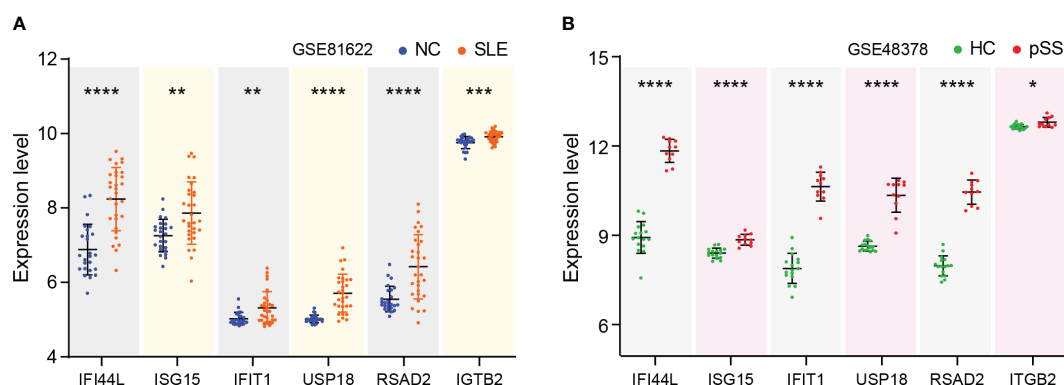 A
GSE81622 NC SLE
Expression level
12
10
8
6
4
**** ** ** **** **** ***
IFI44L ISG15 IFIT1 USP18 RSAD2 IGTB2
B
GSE48378 HC pSS
Expression level
15
12
9
6
**** **** **** **** **** *
IFI44L ISG15 IFIT1 USP18 RSAD2 ITGB2